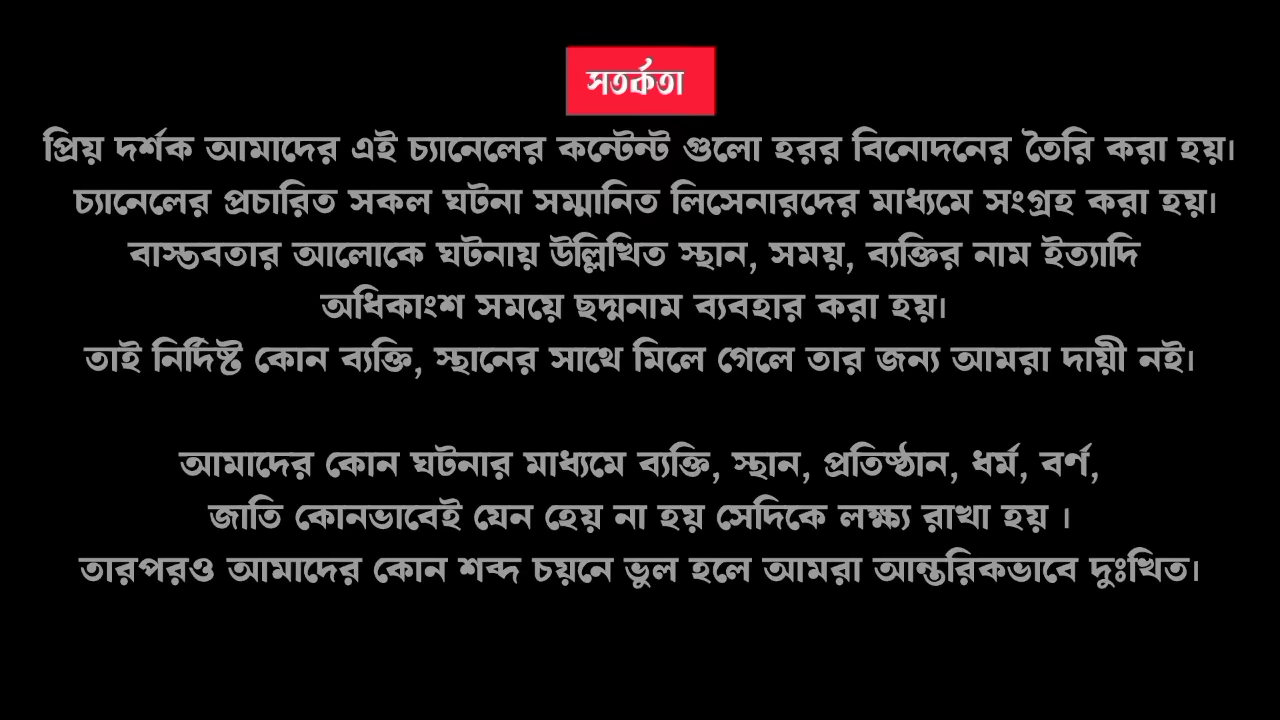 সতর্কতা
প্রিয় দর্শক আমাদের এই চ্যানেলের কন্টেন্ট গুলো হরর বিনোদনের তৈরি করা হয়।
চ্যানেলের প্রচারিত সকল ঘটনা সম্মানিত লিসেনারদের মাধ্যমে সংগ্রহ করা হয়।
বাস্তবতার আলোকে ঘটনায় উল্লিখিত স্থান, সময়, ব্যক্তির নাম ইত্যাদি
অধিকাংশ সময়ে ছদ্মনাম ব্যবহার করা হয়।
তাই নির্দিষ্ট কোন ব্যক্তি, স্থানের সাথে মিলে গেলে তার জন্য আমরা দায়ী নই।
আমাদের কোন ঘটনার মাধ্যমে ব্যক্তি, স্থান, প্রতিষ্ঠান, ধর্ম, বর্ণ,
জাতি কোনভাবেই যেন হেয় না হয় সেদিকে লক্ষ্য রাখা হয় ।
তারপরও আমাদের কোন শব্দ চয়নে ভুল হলে আমরা আন্তরিকভাবে দুঃখিত।